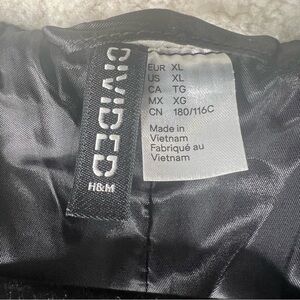 DIVIDED
H&M
EUR XL
US XL
CA TG
MX XG
CN 180/116C
Made in
Vietnam
Fabriqué au
Vietnam